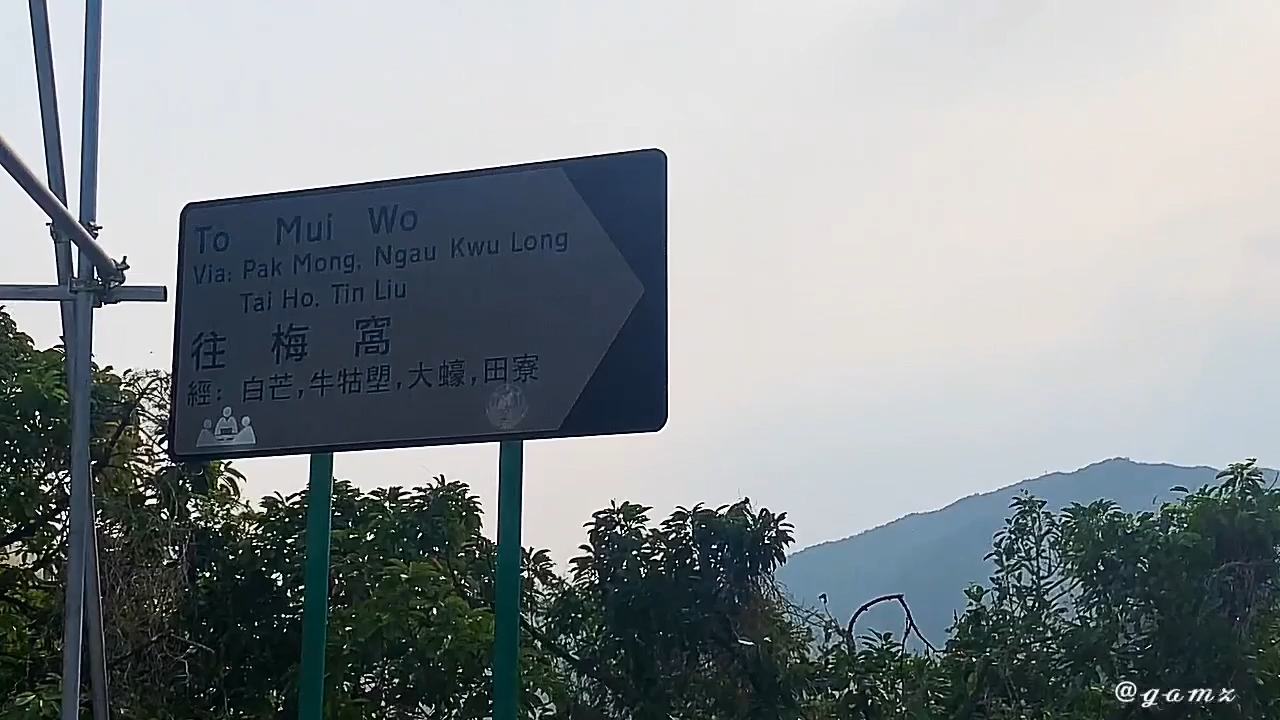 To Mui Wo
Via: Pak Mong, Ngau Kwu Long
Tai Ho, Tin Liu
往 梅 窩
經: 白芒,牛牯塱,大蠔,田寮
@gamz